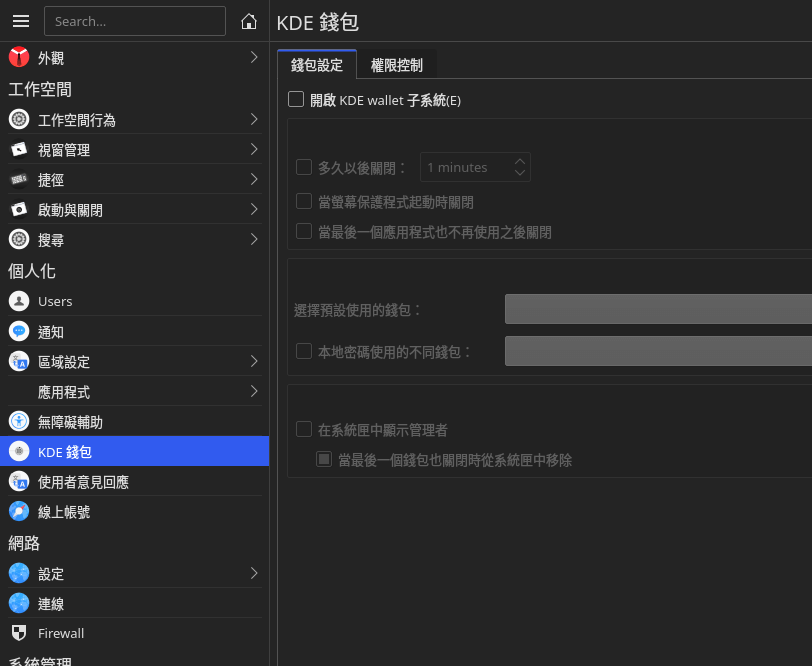 Search...
外觀
工作空間
工作空間行為
視窗管理
捷徑
啟動與關閉
搜尋
個人化
Users
通知
區域設定
應用程式
無障礙輔助
KDE 錢包
使用者意見回應
線上帳號
網路
設定
連線
Firewall
系統管理
KDE 錢包
錢包設定 權限控制
開啟 KDE wallet 子系統(E)
多久以後關閉： 1 minutes
當螢幕保護程式起動時關閉
當最後一個應用程式也不再使用之後關閉
選擇預設使用的錢包：
本地密碼使用的不同錢包：
在系統匣中顯示管理者
當最後一個錢包也關閉時從系統匣中移除